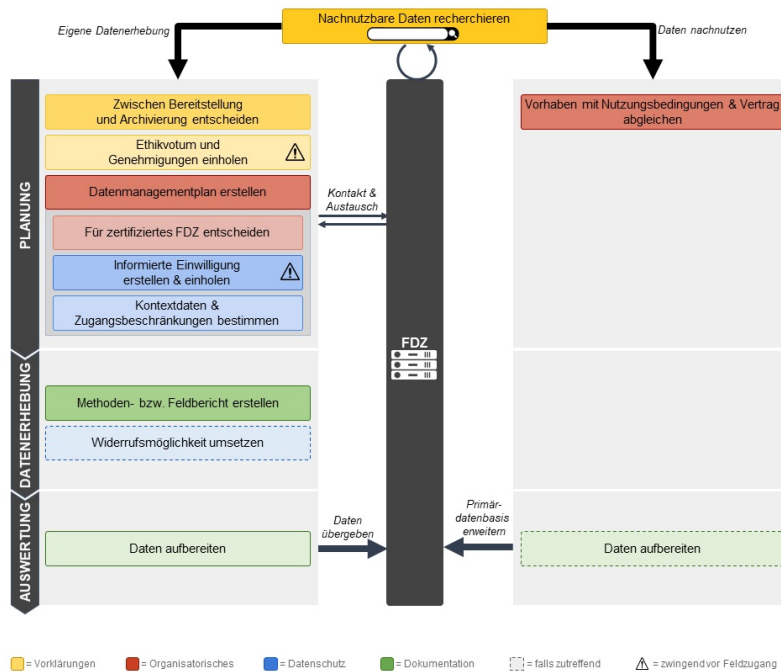 Nachnutzbare Daten recherchieren
Eigene Datenerhebung
Daten nachnutzen
PLANUNG
Zwischen Bereitstellung
und Archivierung entscheiden
Ethikvotum und
Genehmigungen einholen
Datenmanagementplan erstellen
Für zertifiziertes FDZ entscheiden
Informierte Einwilligung
erstellen & einholen
Kontextdaten &
Zugangsbeschränkungen bestimmen
Kontakt &
Austausch
FDZ
Vorhaben mit Nutzungsbedingungen & Vertrag
abgleichen
DATENERHEBUNG
Methoden- bzw. Feldbericht erstellen
Widerrufsmöglichkeit umsetzen
AUSWERTUNG
Daten aufbereiten
Daten
übergeben
Primär-
datenbasis
erweitern
Daten aufbereiten
= Vorklärungen
= Organisatorisches
= Datenschutz
= Dokumentation
= falls zutreffend
= zwingend vor Feldzugang